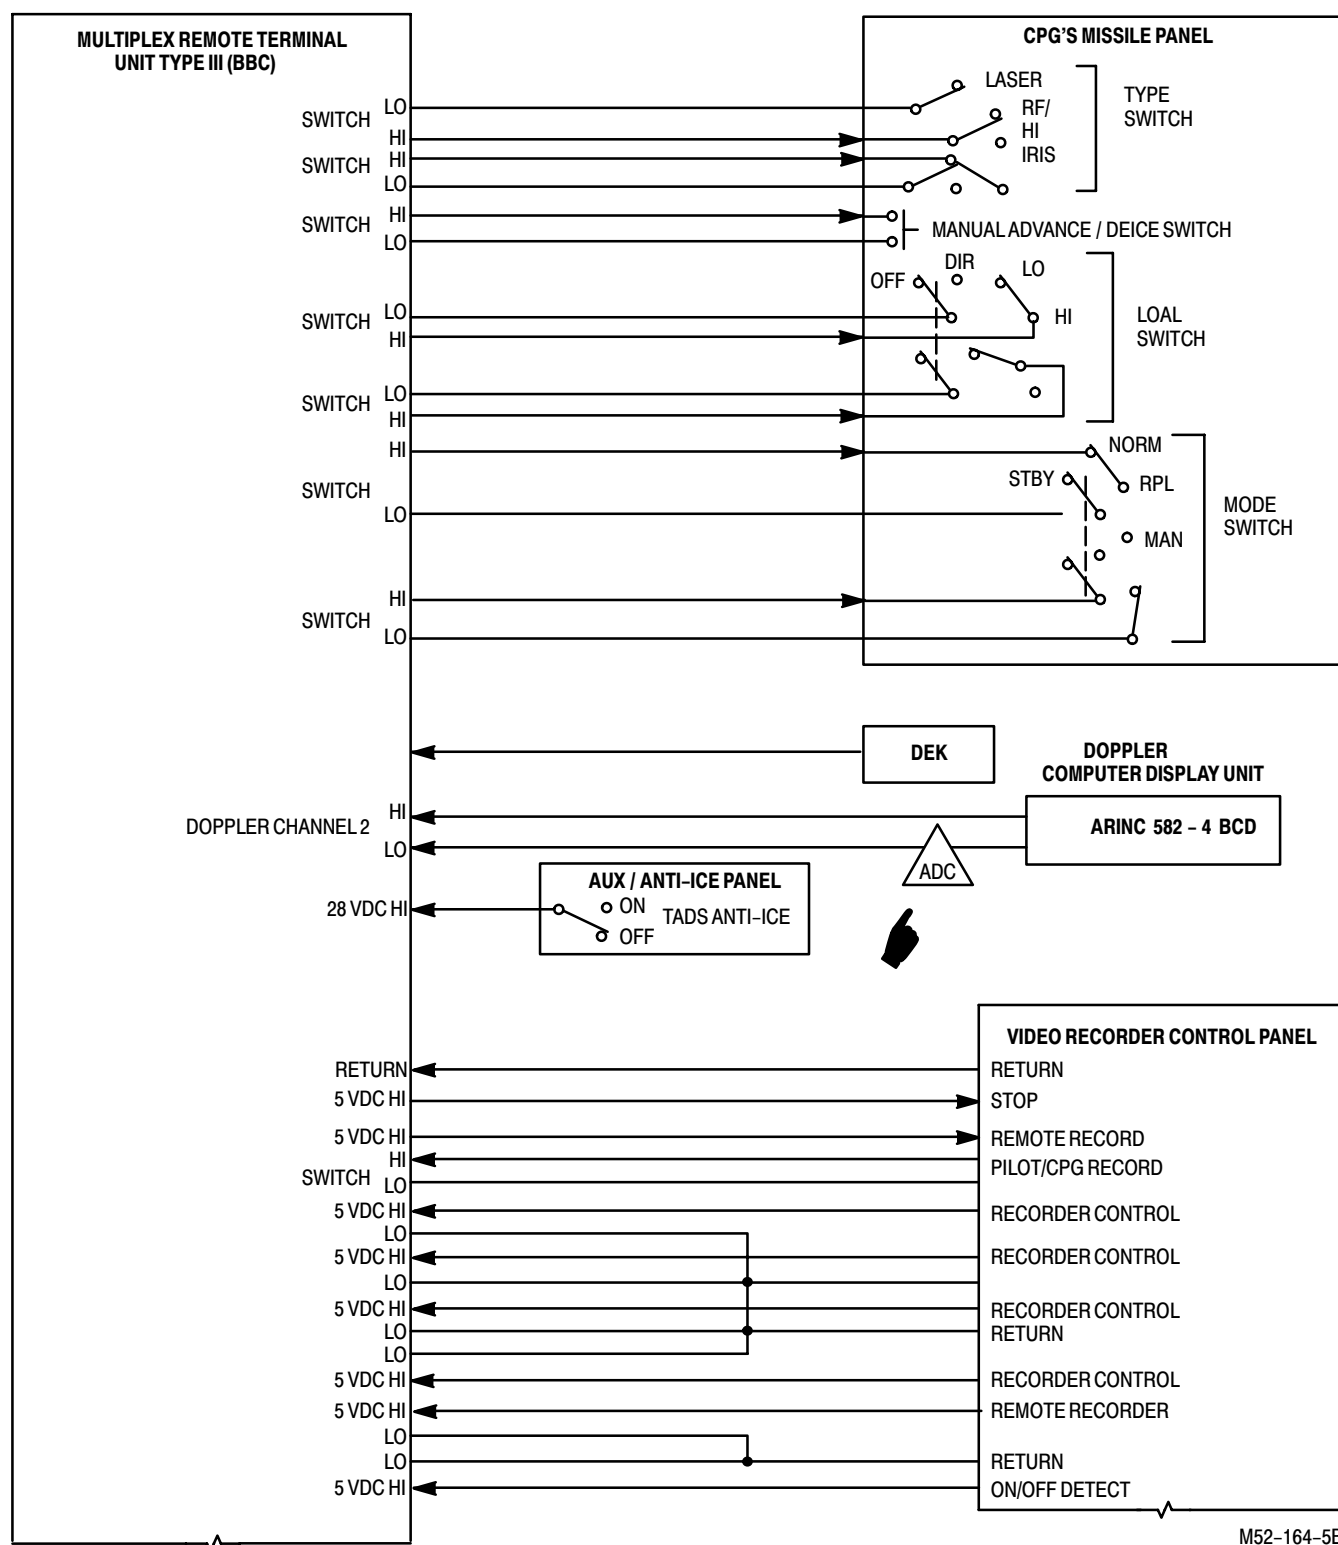 MULTIPLEX REMOTE TERMINAL
UNIT TYPE III (BBC)
CPG'S MISSILE PANEL
SWITCH
LO
HI
SWITCH
HI
LO
LASER
RF/
HI
IRIS
TYPE
SWITCH
SWITCH
HI
LO
MANUAL ADVANCE / DEICE SWITCH
SWITCH
LO
HI
SWITCH
LO
HI
OFF
DIR
LO
HI
LOAL
SWITCH
HI
SWITCH
LO
SWITCH
HI
LO
NORM
STBY
RPL
MAN
MODE
SWITCH
DEK
DOPPLER
COMPUTER DISPLAY UNIT
DOPPLER CHANNEL 2
HI
LO
ARINC 582-4 BCD
ADC
28 VDC HI
AUX / ANTI-ICE PANEL
ON
TADS ANTI-ICE
OFF
VIDEO RECORDER CONTROL PANEL
RETURN
RETURN
5 VDC HI
STOP
5 VDC HI
REMOTE RECORD
SWITCH
HI
LO
PILOT/CPG RECORD
5 VDC HI
RECORDER CONTROL
LO
5 VDC HI
RECORDER CONTROL
LO
5 VDC HI
RECORDER CONTROL
LO
RETURN
LO
5 VDC HI
RECORDER CONTROL
5 VDC HI
REMOTE RECORDER
LO
LO
RETURN
5 VDC HI
ON/OFF DETECT
M52-164-5B